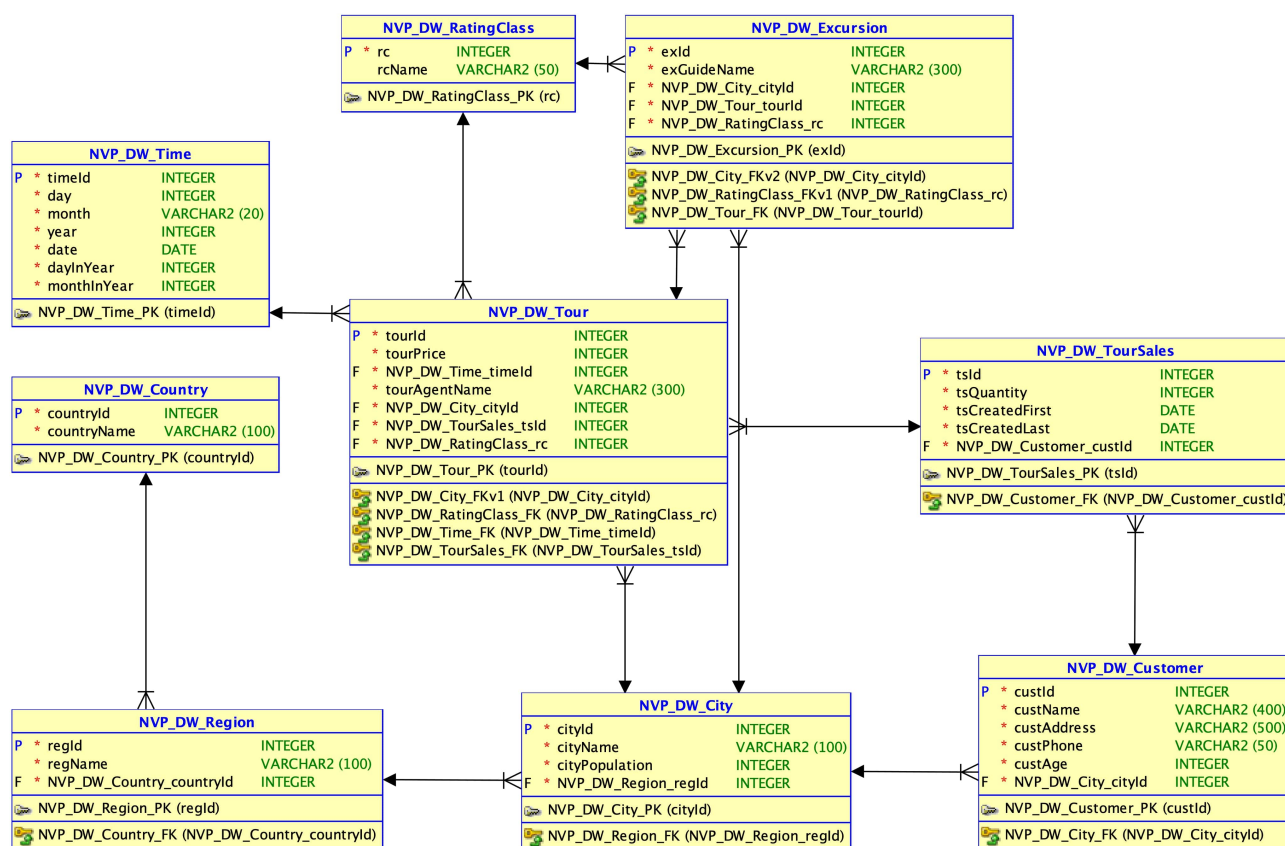 NVP_DW_RatingClass
P * rc INTEGER
rcName VARCHAR2 (50)
NVP_DW_RatingClass_PK (rc)
NVP_DW_Excursion
P * exId INTEGER
* exGuideName VARCHAR2 (300)
F * NVP_DW_City_cityId INTEGER
F * NVP_DW_Tour_tourId INTEGER
F * NVP_DW_RatingClass_rc INTEGER
NVP_DW_Excursion_PK (exId)
NVP_DW_City_FKv2 (NVP_DW_City_cityId)
NVP_DW_RatingClass_FKv1 (NVP_DW_RatingClass_rc)
NVP_DW_Tour_FK (NVP_DW_Tour_tourId)
NVP_DW_Time
P * timeId INTEGER
* day INTEGER
* month VARCHAR2 (20)
* year INTEGER
* date DATE
* dayInYear INTEGER
* monthInYear INTEGER
NVP_DW_Time_PK (timeId)
NVP_DW_Tour
P * tourId INTEGER
* tourPrice INTEGER
F * NVP_DW_Time_timeId INTEGER
* tourAgentName VARCHAR2 (300)
F * NVP_DW_City_cityId INTEGER
F * NVP_DW_TourSales_tsId INTEGER
F * NVP_DW_RatingClass_rc INTEGER
NVP_DW_Tour_PK (tourId)
NVP_DW_City_FKv1 (NVP_DW_City_cityId)
NVP_DW_RatingClass_FK (NVP_DW_RatingClass_rc)
NVP_DW_Time_FK (NVP_DW_Time_timeId)
NVP_DW_TourSales_FK (NVP_DW_TourSales_tsId)
NVP_DW_TourSales
P * tsId INTEGER
* tsQuantity INTEGER
* tsCreatedFirst DATE
* tsCreatedLast DATE
F * NVP_DW_Customer_custId INTEGER
NVP_DW_TourSales_PK (tsId)
NVP_DW_Customer_FK (NVP_DW_Customer_custId)
NVP_DW_Country
P * countryId INTEGER
* countryName VARCHAR2 (100)
NVP_DW_Country_PK (countryId)
NVP_DW_Region
P * regId INTEGER
* regName VARCHAR2 (100)
F * NVP_DW_Country_countryId INTEGER
NVP_DW_Region_PK (regId)
NVP_DW_Country_FK (NVP_DW_Country_countryId)
NVP_DW_City
P * cityId INTEGER
* cityName VARCHAR2 (100)
* cityPopulation INTEGER
F * NVP_DW_Region_regId INTEGER
NVP_DW_City_PK (cityId)
NVP_DW_Region_FK (NVP_DW_Region_regId)
NVP_DW_Customer
P * custId INTEGER
* custName VARCHAR2 (400)
* custAddress VARCHAR2 (500)
* custPhone VARCHAR2 (50)
* custAge INTEGER
F * NVP_DW_City_cityId INTEGER
NVP_DW_Customer_PK (custId)
NVP_DW_City_FK (NVP_DW_City_cityId)